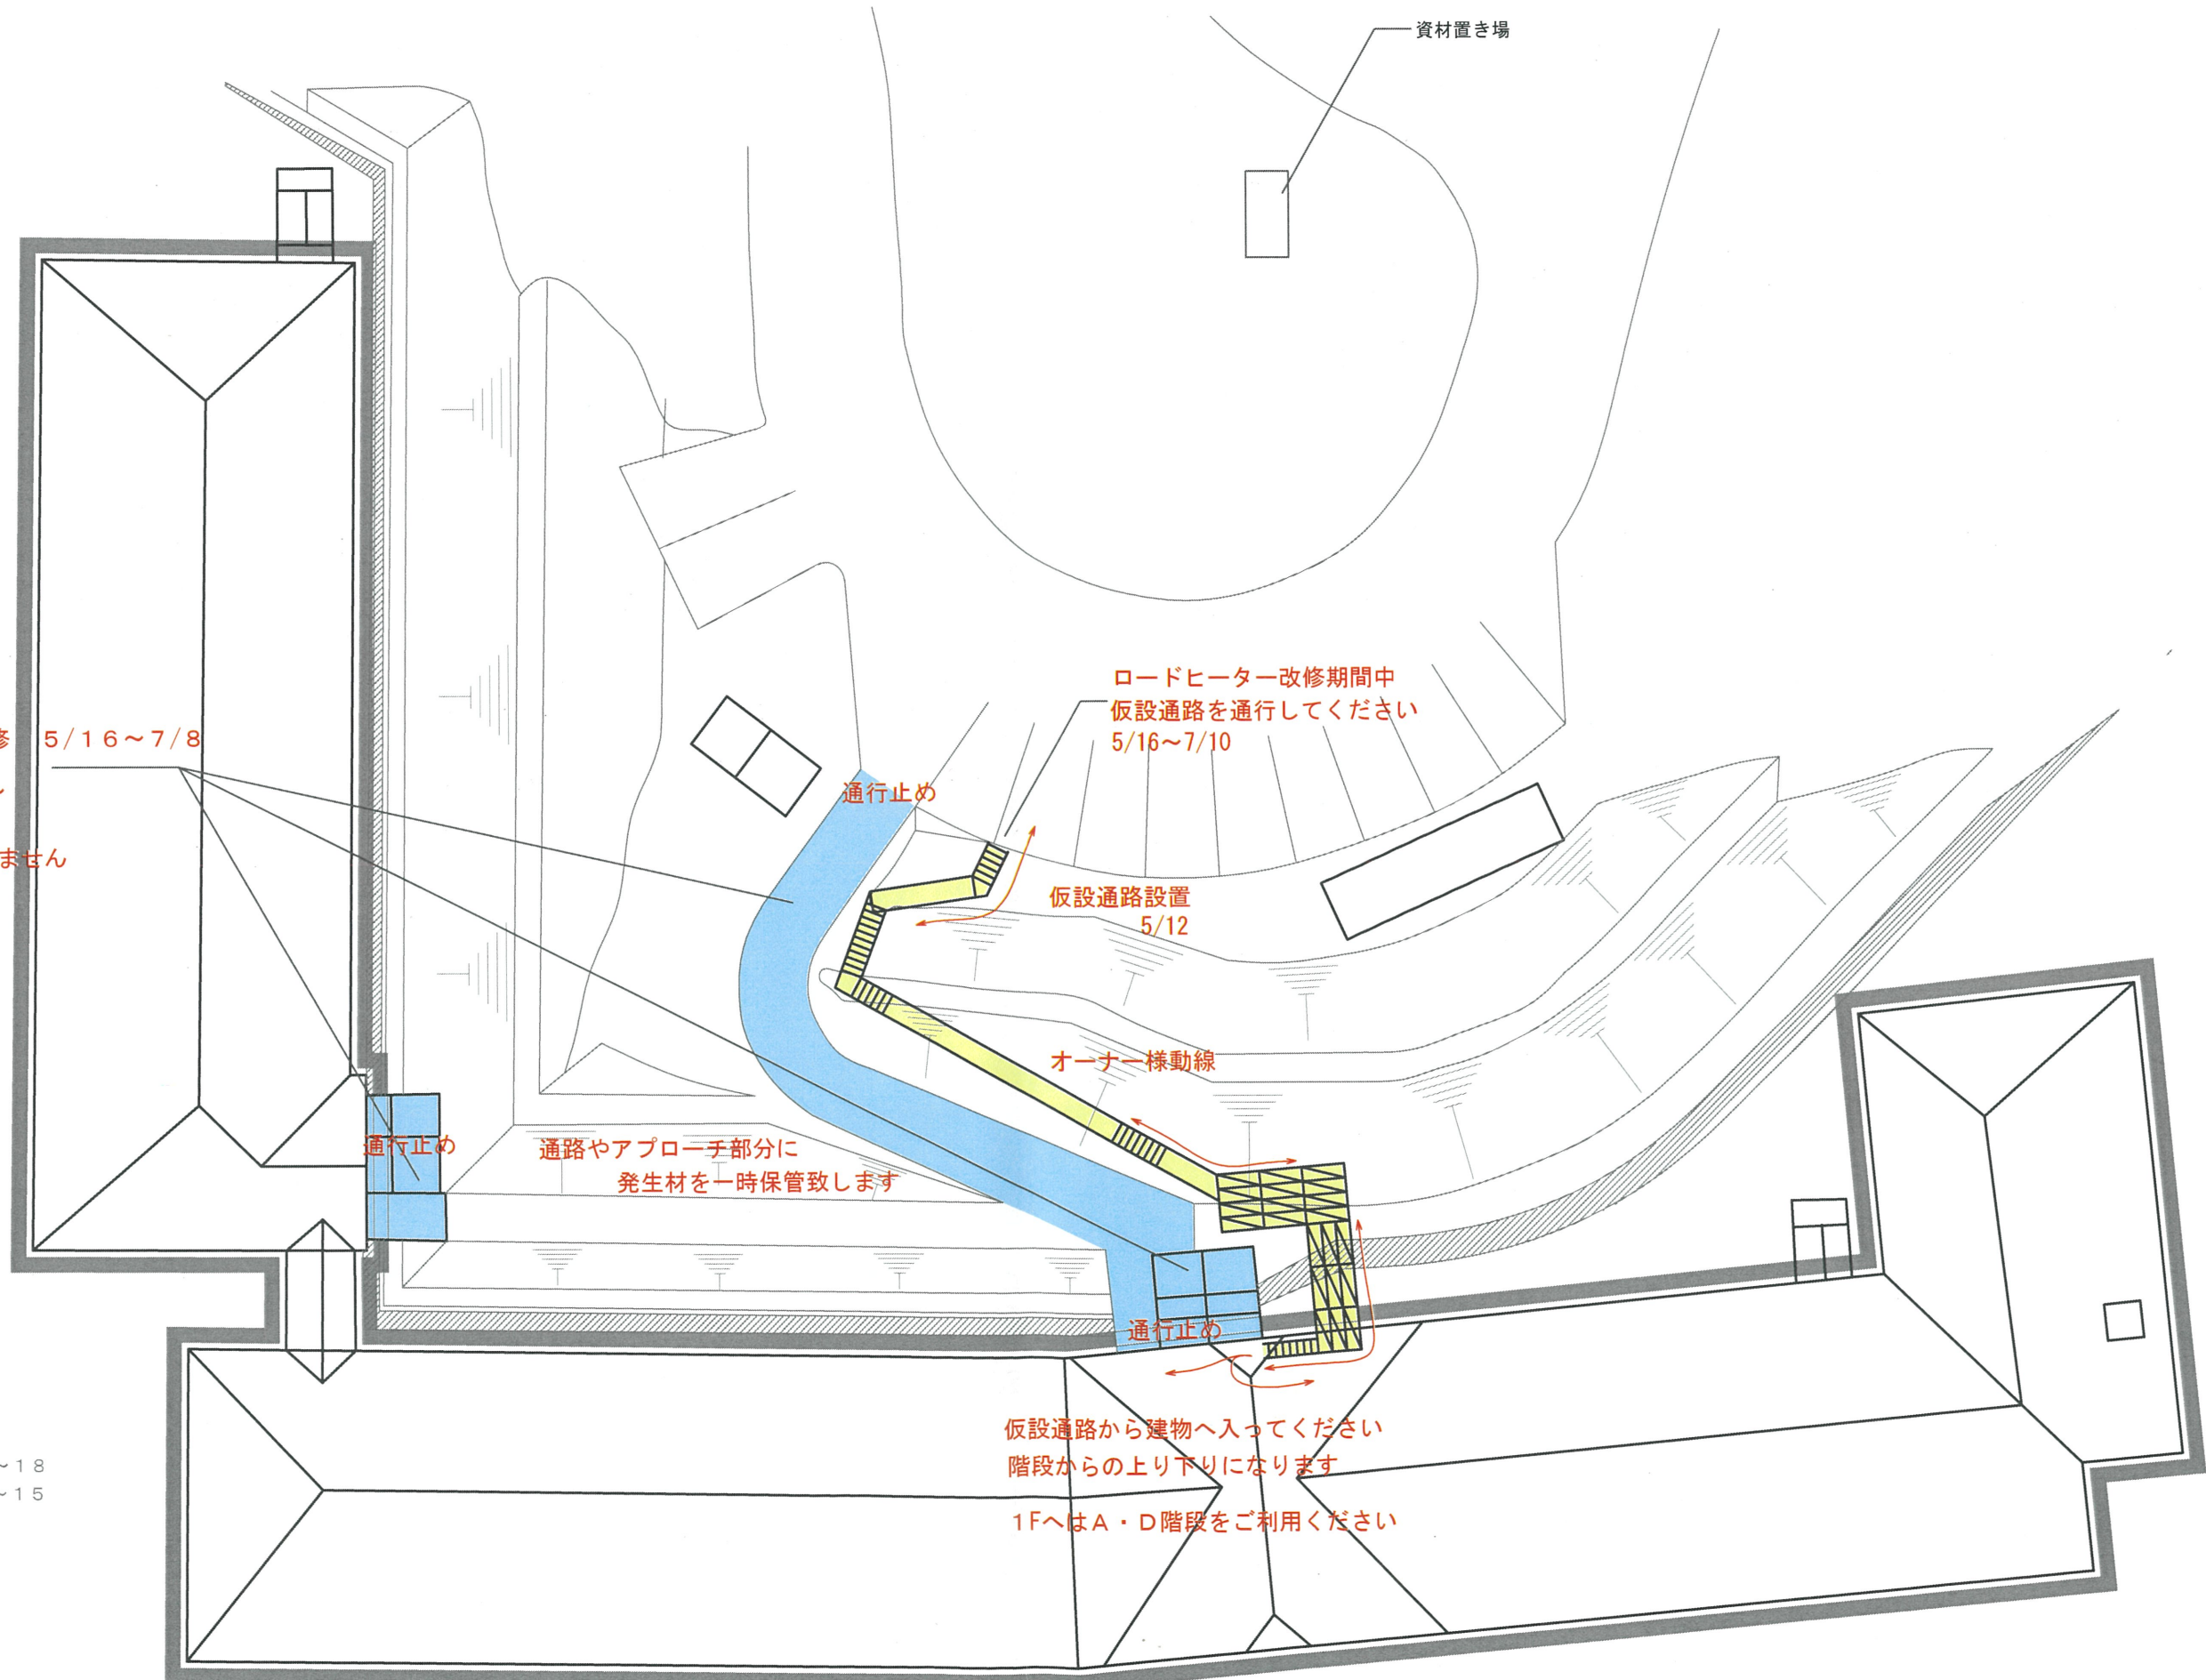 資材置き場
ロードヒーター改修期間中
仮設通路を通行してください
5/16~7/10
修 5/16~7/8
ません
通行止め
仮設通路設置
5/12
オーナー様動線
通行止め
通路やアプローチ部分に
発生材を一時保管致します
通行止め
仮設通路から建物へ入ってください
階段からの上り下りになります
1FへはA・D階段をご利用ください
~18
~15